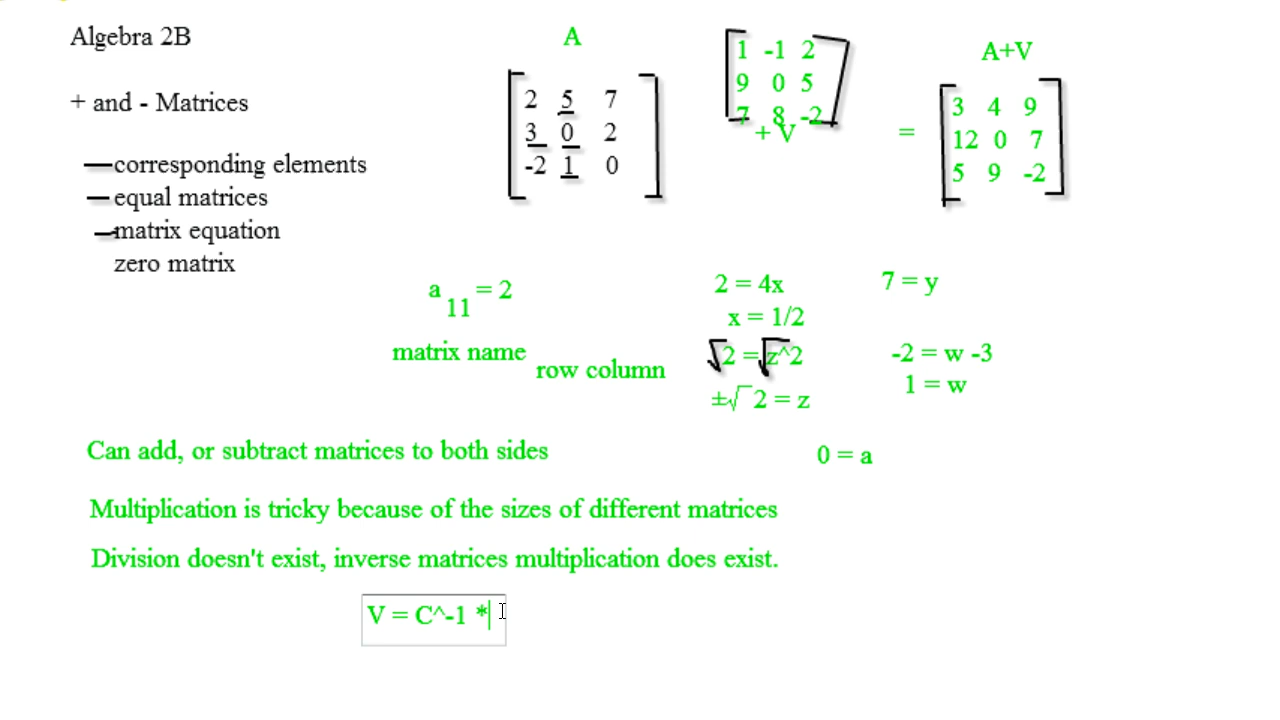 Algebra 2B
+ and - Matrices
corresponding elements
equal matrices
matrix equation
zero matrix
A
2 5 7
3 0 2
-2 1 0
1 -1 2
9 0 5
7 8 -2
+ V
=
A+V
3 4 9
12 0 7
5 9 -2
a 11 = 2
matrix name
row column
2 = 4x
x = 1/2
√2 = √z^2
±√ 2 = z
7 = y
-2 = w -3
1 = w
0 = a
Can add, or subtract matrices to both sides
Multiplication is tricky because of the sizes of different matrices
Division doesn't exist, inverse matrices multiplication does exist.
V = C^-1 *